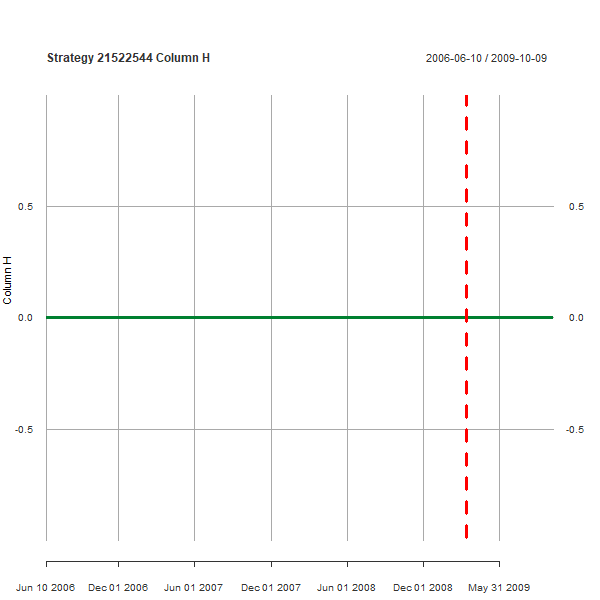 Strategy 21522544 Column H
2006-06-10 / 2009-10-09
0.5 0.5
Column H
0.0 0.0
-0.5 -0.5
Jun 10 2006 Dec 01 2006 Jun 01 2007 Dec 01 2007 Jun 01 2008 Dec 01 2008 May 31 2009